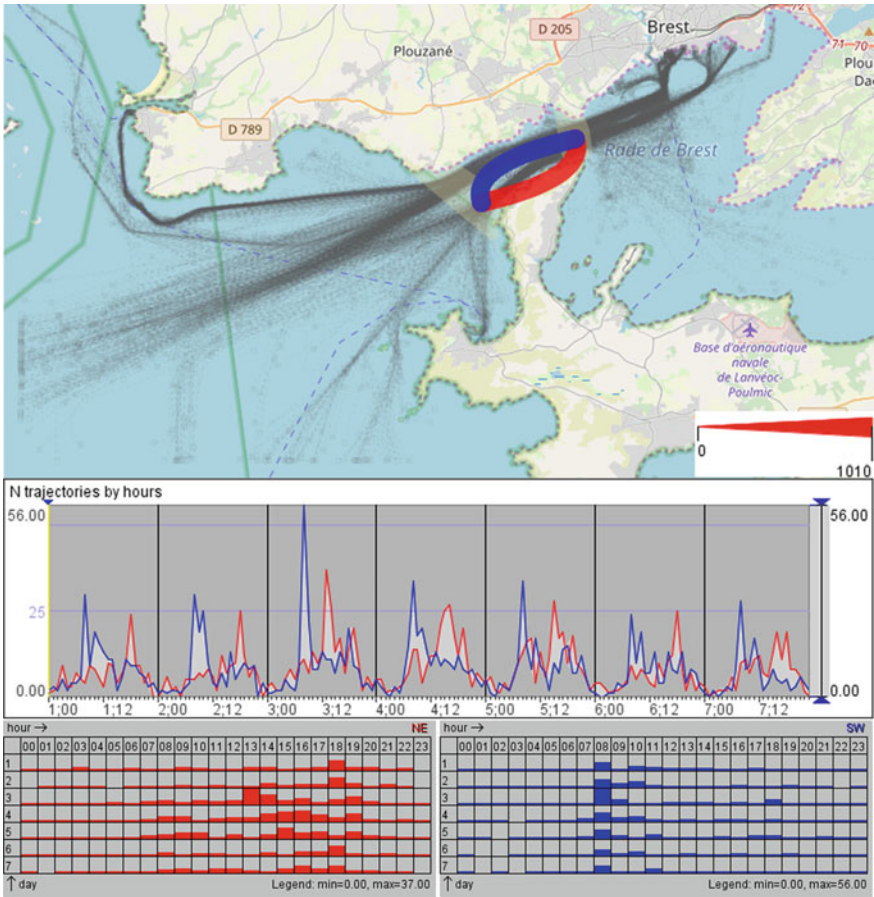 72
Brest
D 205
Plouzané
71 70
Plou
Da
D 789
Rade de Brest
Base d'aéronautique
navale
de Lanvéoc-
Poulmic
0
1010
N trajectories by hours
56.00 56.00
25
0.00 0.00
1;00 1;12 2;00 2;12 3;00 3;12 4;00 4;12 5;00 5;12 6;00 6;12 7;00 7;12
hour → NE
00 01 02 03 04 05 06 07 08 09 10 11 12 13 14 15 16 17 18 19 20 21 22 23
1
2
3
4
5
6
7
↑ day Legend: min=0.00, max=37.00
hour → SW
00 01 02 03 04 05 06 07 08 09 10 11 12 13 14 15 16 17 18 19 20 21 22 23
1
2
3
4
5
6
7
↑ day Legend: min=0.00, max=56.00